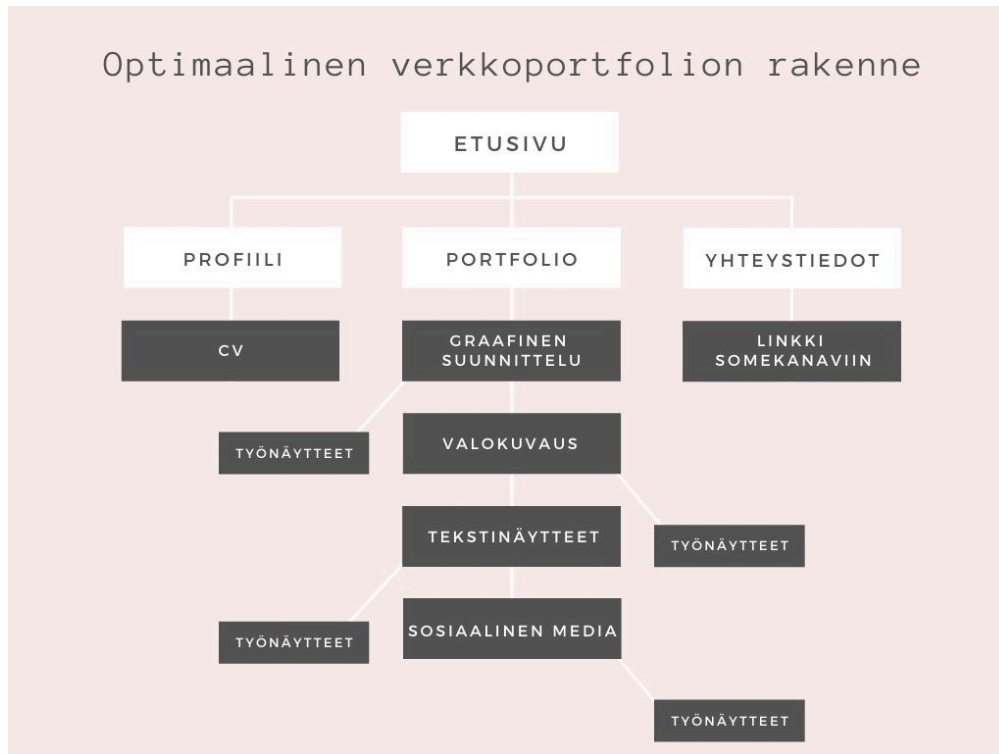 Optimaalinen verkkoportfolion rakenne
ETUSIVU
PROFIILI
PORTFOLIO
YHTEYSTIEDOT
CV
GRAAFINEN
SUUNNITTELU
LINKKI
SOMEKANAVIIN
TYÖNÄYTTEET
VALOKUVAUS
TEKSTINÄYTTEET
TYÖNÄYTTEET
TYÖNÄYTTEET
SOSIAALINEN MEDIA
TYÖNÄYTTEET